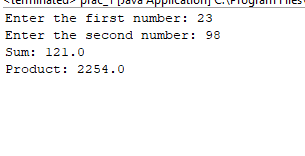 <terminated> prac_1 [Java Application] C:\Program Files
Enter the first number: 23
Enter the second number: 98
Sum: 121.0
Product: 2254.0